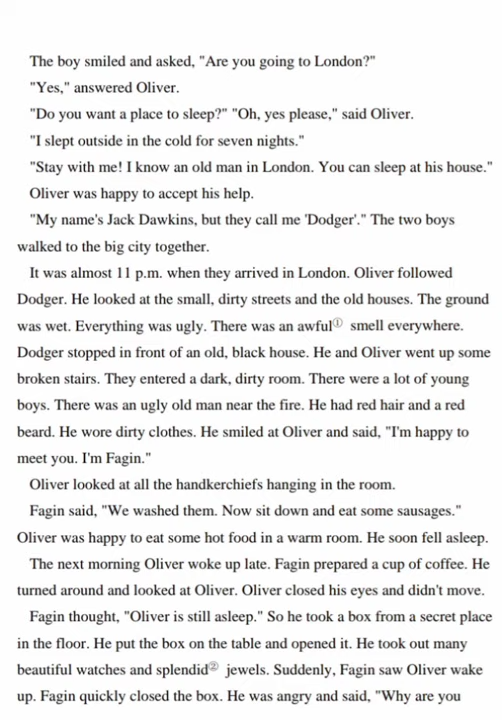 The boy smiled and asked, "Are you going to London?"
"Yes," answered Oliver.
"Do you want a place to sleep?" "Oh, yes please," said Oliver.
"I slept outside in the cold for seven nights."
"Stay with me! I know an old man in London. You can sleep at his house."
Oliver was happy to accept his help.
"My name's Jack Dawkins, but they call me 'Dodger'." The two boys
walked to the big city together.
It was almost 11 p.m. when they arrived in London. Oliver followed
Dodger. He looked at the small, dirty streets and the old houses. The ground
was wet. Everything was ugly. There was an awful① smell everywhere.
Dodger stopped in front of an old, black house. He and Oliver went up some
broken stairs. They entered a dark, dirty room. There were a lot of young
boys. There was an ugly old man near the fire. He had red hair and a red
beard. He wore dirty clothes. He smiled at Oliver and said, "I'm happy to
meet you. I'm Fagin."
Oliver looked at all the handkerchiefs hanging in the room.
Fagin said, "We washed them. Now sit down and eat some sausages."
Oliver was happy to eat some hot food in a warm room. He soon fell asleep.
The next morning Oliver woke up late. Fagin prepared a cup of coffee. He
turned around and looked at Oliver. Oliver closed his eyes and didn't move.
Fagin thought, "Oliver is still asleep." So he took a box from a secret place
in the floor. He put the box on the table and opened it. He took out many
beautiful watches and splendid② jewels. Suddenly, Fagin saw Oliver wake
up. Fagin quickly closed the box. He was angry and said, "Why are you